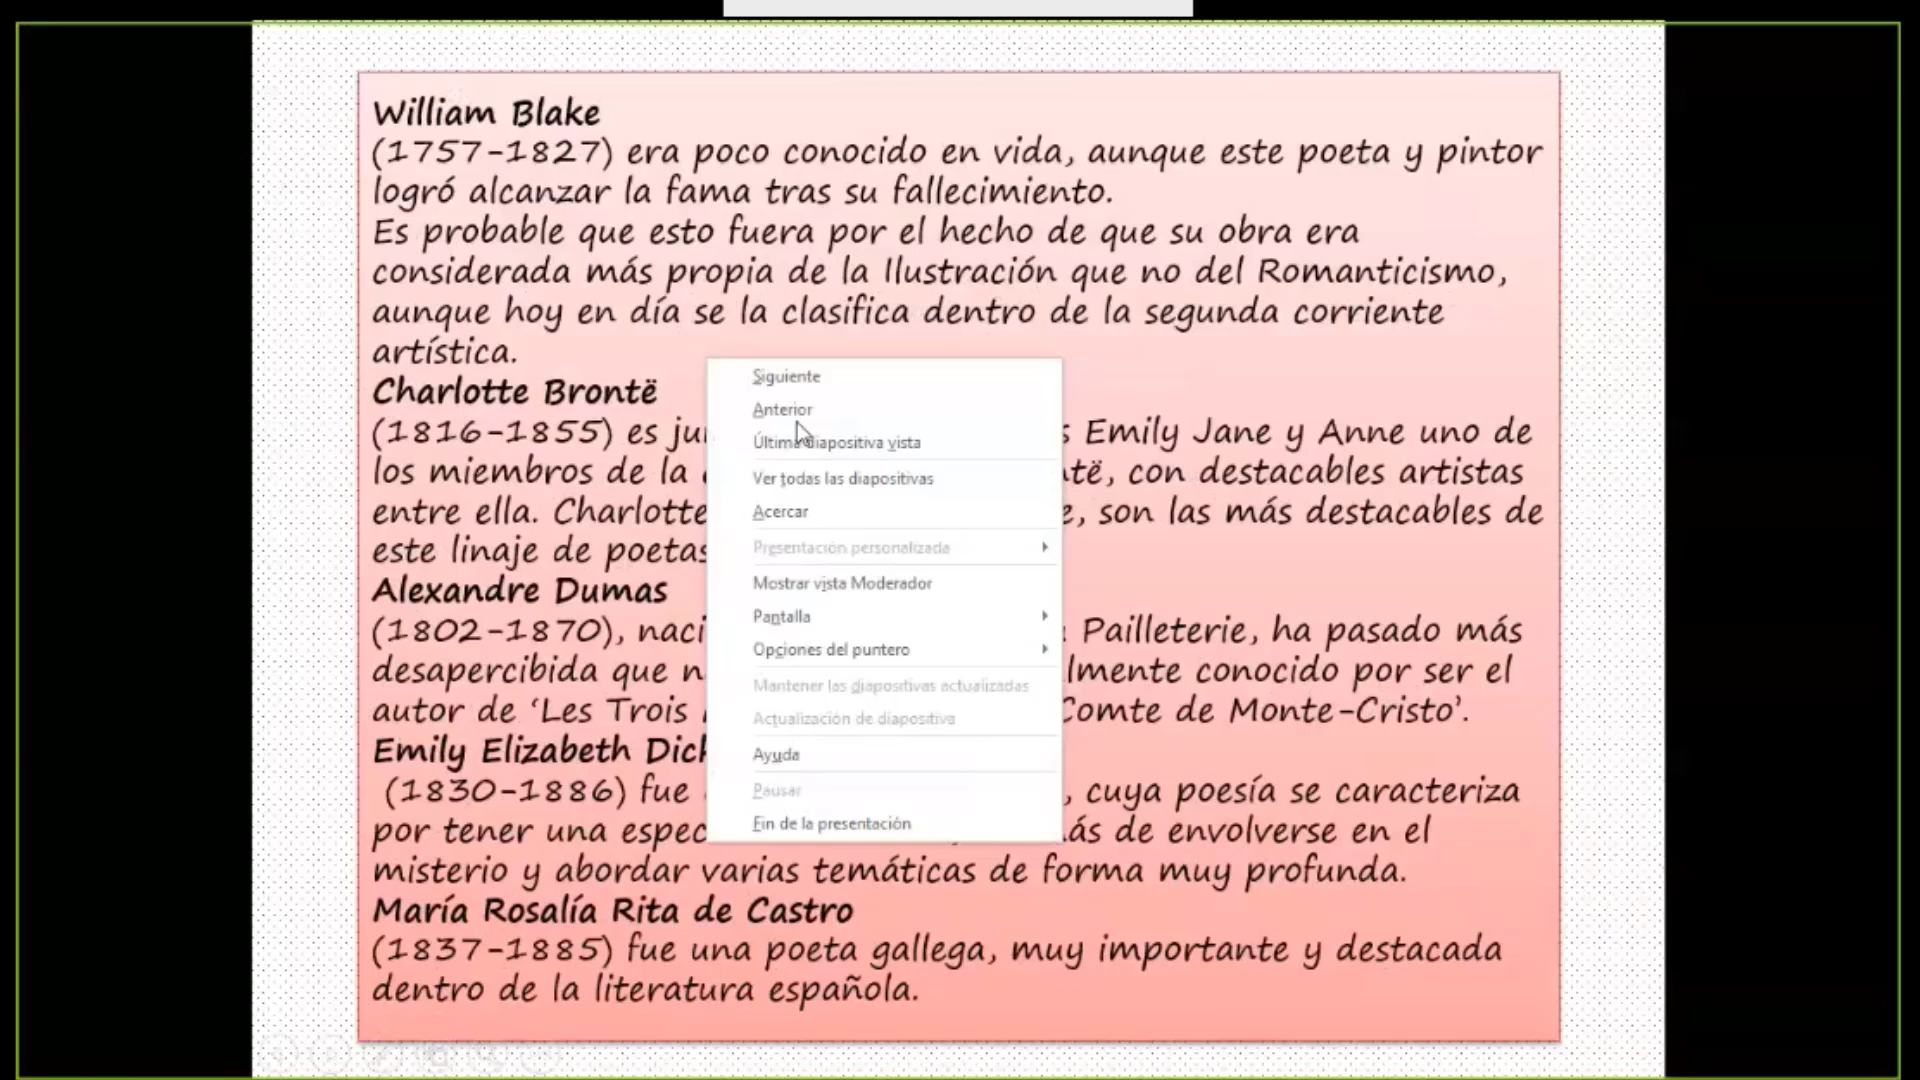 William Blake
(1757-1827) era poco conocido en vida, aunque este poeta y pintor
logró alcanzar la fama tras su fallecimiento.
Es probable que esto fuera por el hecho de que su obra era
considerada más propia de la Ilustración que no del Romanticismo,
aunque hoy en día se la clasifica dentro de la segunda corriente
artística.
Charlotte Brontë
(1816-1855) es Emily Jane y Anne uno de
los miembros de la con destacables artistas
entre ella. Charlotte son las más destacables de
este linaje de poetas
Alexandre Dumas
(1802-1870), Pailleterie, ha pasado más
desapercibida que conocido por ser el
autor de ‘Les Trois Comte de Monte-Cristo’.
Emily Elizabeth
(1830-1886) fue , cuya poesía se caracteriza
por tener una de envolverse en el
misterio y abordar varias temáticas de forma muy profunda.
María Rosalía Rita de Castro
(1837-1885) fue una poeta gallega, muy importante y destacada
dentro de la literatura española.
Siguiente
Anterior
Última diapositiva vista
Ver todas las diapositivas
Acercar
Presentación personalizada
Mostrar vista Moderador
Pantalla
Opciones del puntero
Mantener las diapositivas actualizadas
Actualización de diapositiva
Ayuda
Pausar
Fin de la presentación